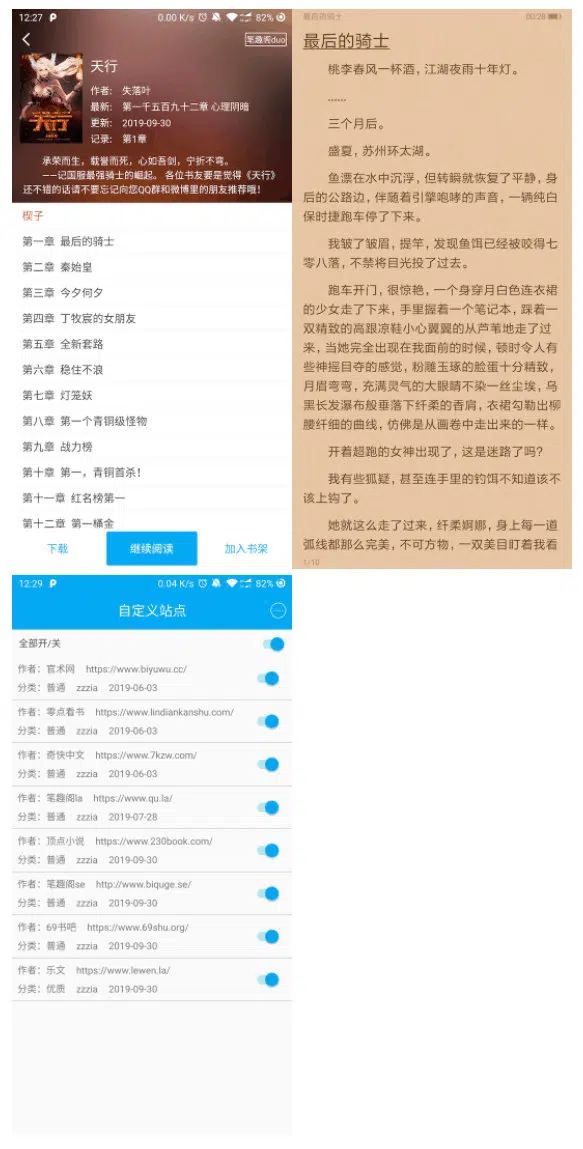 12:27 P 0.00 K/s 82%
笔趣阁duo
天行
作者: 失落叶
最新: 第一千五百九十二章 心理阴暗
更新: 2019-09-30
记录: 第1章
天行
承荣而生，载誉而死，心如吾剑，宁折不弯。
——记国服最强骑士的崛起。 各位书友要是觉得《天行》
还不错的话请不要忘记向您QQ群和微博里的朋友推荐哦！
楔子
第一章 最后的骑士
第二章 秦始皇
第三章 今夕何夕
第四章 丁牧宸的女朋友
第五章 全新套路
第六章 稳住不浪
第七章 灯笼妖
第八章 第一个青铜级怪物
第九章 战力榜
第十章 第一，青铜首杀！
第十一章 红名榜第一
第十二章 第一桶金
下载
继续阅读
加入书架
最后的骑士 00:28
最后的骑士
桃李春风一杯酒，江湖夜雨十年灯。
……
三个月后。
盛夏，苏州环太湖。
鱼漂在水中沉浮，但转瞬就恢复了平静，身
后的公路边，伴随着引擎咆哮的声音，一辆纯白
保时捷跑车停了下来。
我皱了皱眉，提竿，发现鱼饵已经被咬得七
零八落，不禁将目光投了过去。
跑车开门，很惊艳，一个身穿月白色连衣裙
的少女走了下来，手里握着一个笔记本，踩着一
双精致的高跟凉鞋小心翼翼的从芦苇地走了过
来，当她完全出现在我面前的时候，顿时令人有
些神摇目夺的感觉，粉雕玉琢的脸蛋十分精致，
月眉弯弯，充满灵气的大眼睛不染一丝尘埃，乌
黑长发瀑布般垂落下纤柔的香肩，衣裙勾勒出柳
腰纤细的曲线，仿佛是从画卷中走出来的一样。
开着超跑的女神出现了，这是迷路了吗？
我有些狐疑，甚至连手里的钓饵不知道该不
该上钩了。
她就这么走了过来，纤柔婀娜，身上每一道
弧线都那么完美，不可方物，一双美目盯着我看
1/10
12:29 P 0.04 K/s 82%
自定义站点
全部开/关
作者: 官术网 https://www.biyuwu.cc/
分类: 普通 zzzia 2019-06-03
作者: 零点看书 https://www.lindiankanshu.com/
分类: 普通 zzzia 2019-06-03
作者: 奇快中文 https://www.7kzw.com/
分类: 普通 zzzia 2019-06-03
作者: 笔趣阁la https://www.qu.la/
分类: 普通 zzzia 2019-07-28
作者: 顶点小说 https://www.230book.com/
分类: 普通 zzzia 2019-09-30
作者: 笔趣阁se http://www.biquge.se/
分类: 普通 zzzia 2019-09-30
作者: 69书吧 https://www.69shu.org/
分类: 普通 zzzia 2019-09-30
作者: 乐文 https://www.lewen.la/
分类: 优质 zzzia 2019-09-30